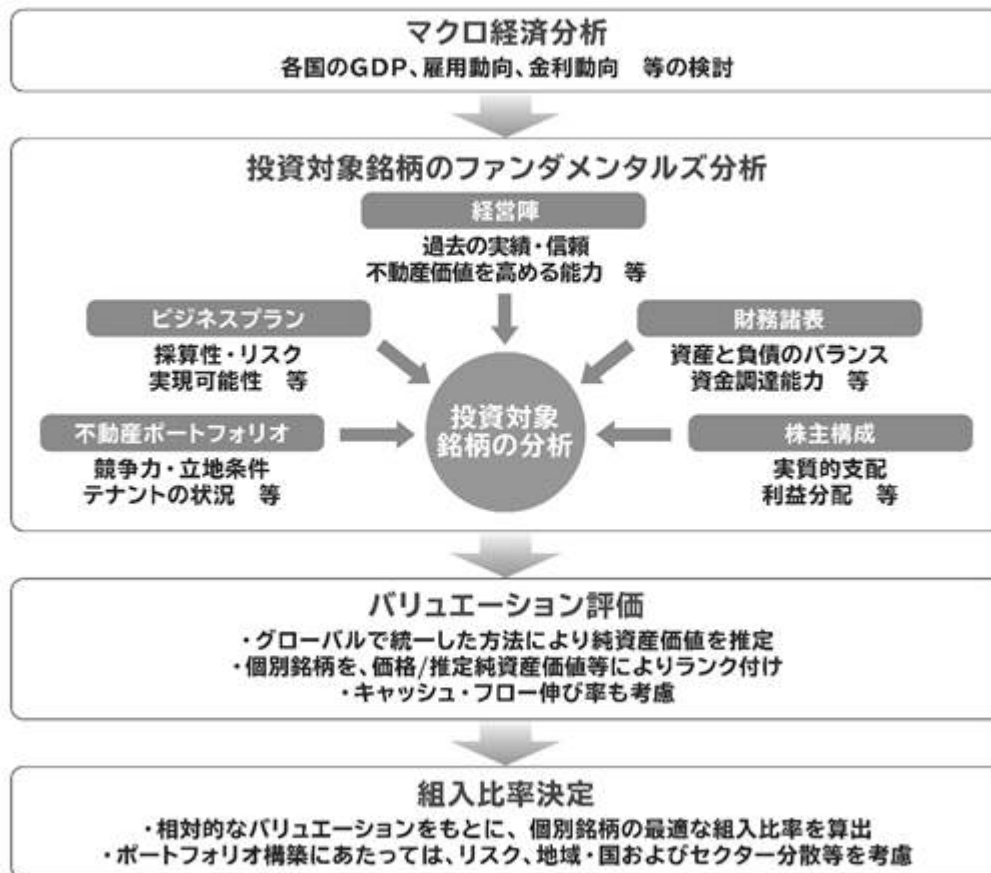 マクロ経済分析
各国のGDP、雇用動向、金利動向　等の検討
投資対象銘柄のファンダメンタルズ分析
経営陣
過去の実績・信頼
不動産価値を高める能力　等
ビジネスプラン
採算性・リスク
実現可能性　等
財務諸表
資産と負債のバランス
資金調達能力　等
不動産ポートフォリオ
競争力・立地条件
テナントの状況　等
投資対象
銘柄の分析
株主構成
実質的支配
利益分配　等
バリュエーション評価
・グローバルで統一した方法により純資産価値を推定
・個別銘柄を、価格/推定純資産価値等によりランク付け
・キャッシュ・フロー伸び率も考慮
組入比率決定
・相対的なバリュエーションをもとに、個別銘柄の最適な組入比率を算出
・ポートフォリオ構築にあたっては、リスク、地域・国およびセクター分散等を考慮